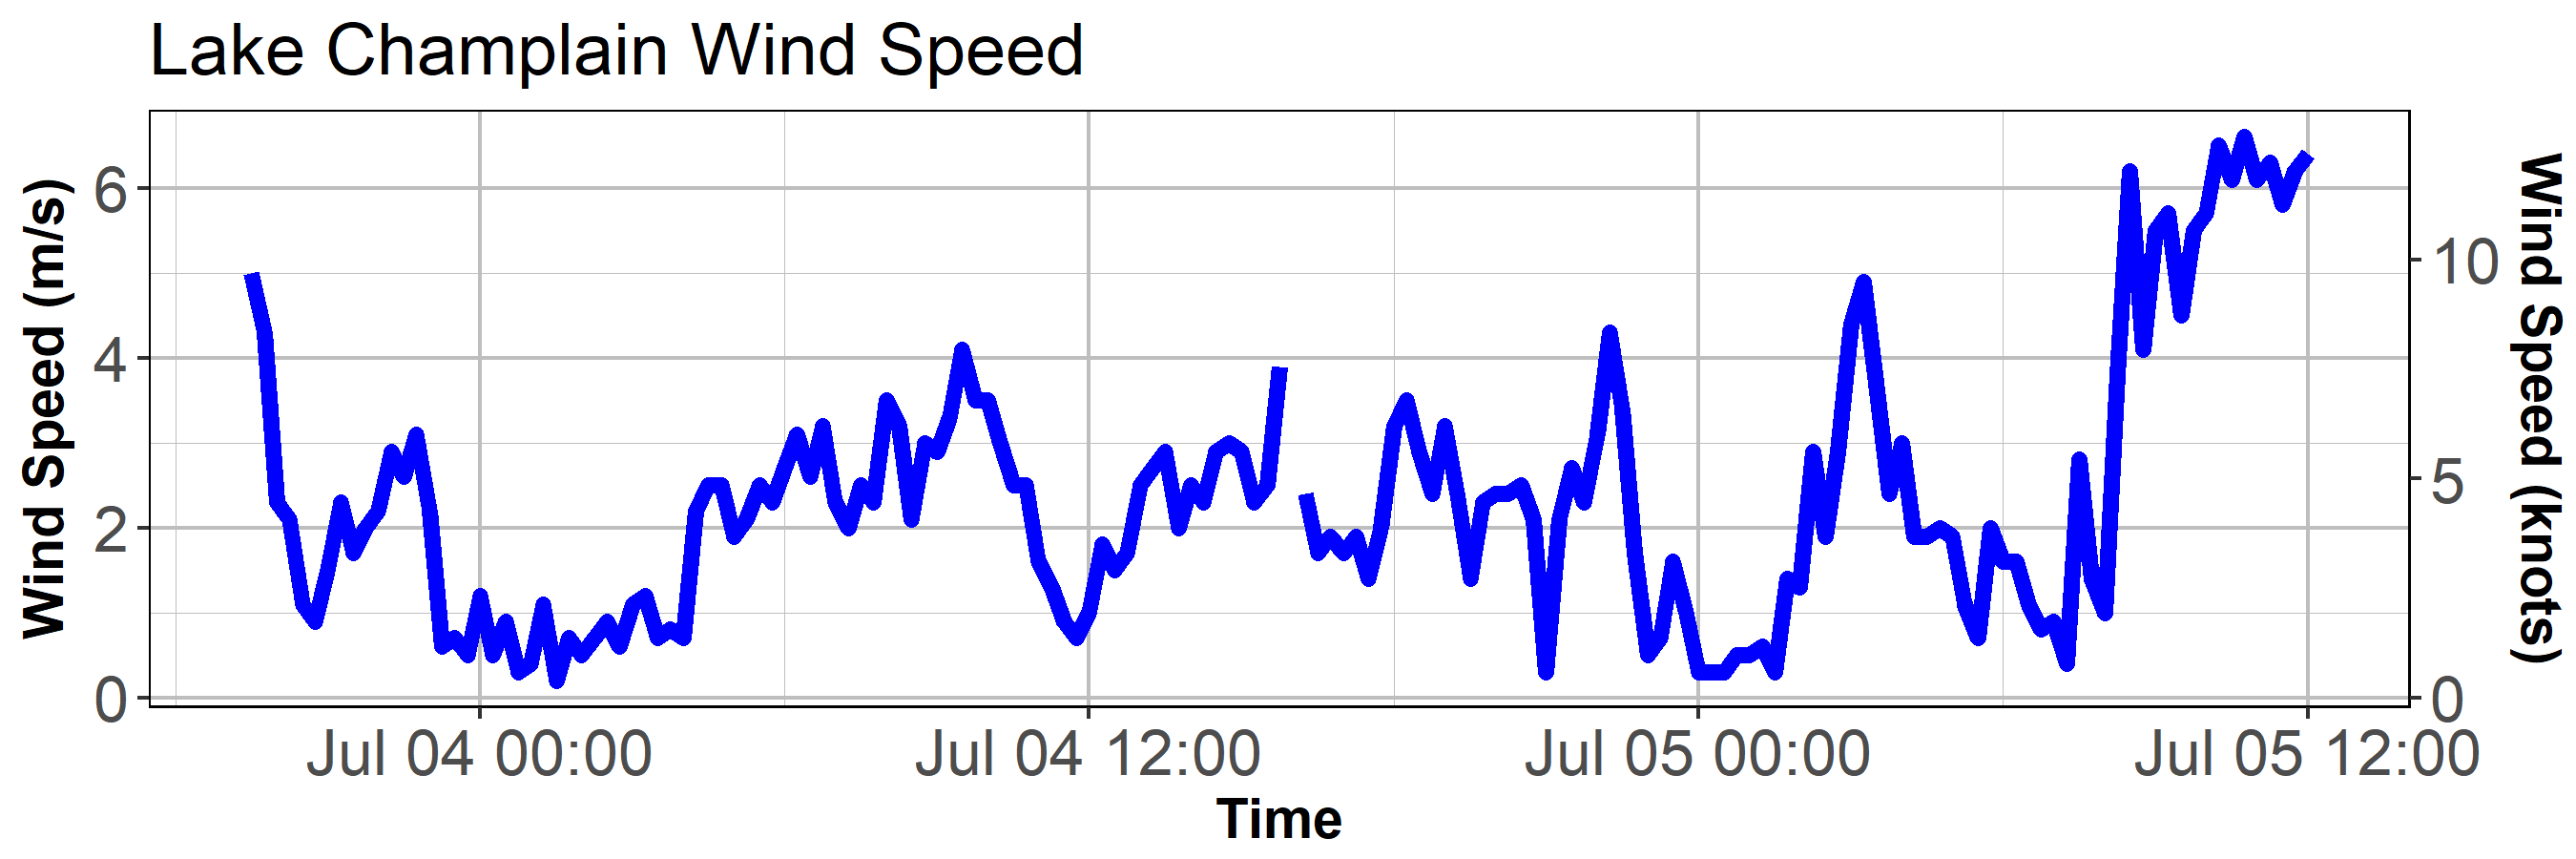 Lake Champlain Wind Speed
Wind Speed (m/s)
6
4
2
0
10
5
0
Wind Speed (knots)
Jul 04 00:00
Jul 04 12:00
Jul 05 00:00
Jul 05 12:00
Time